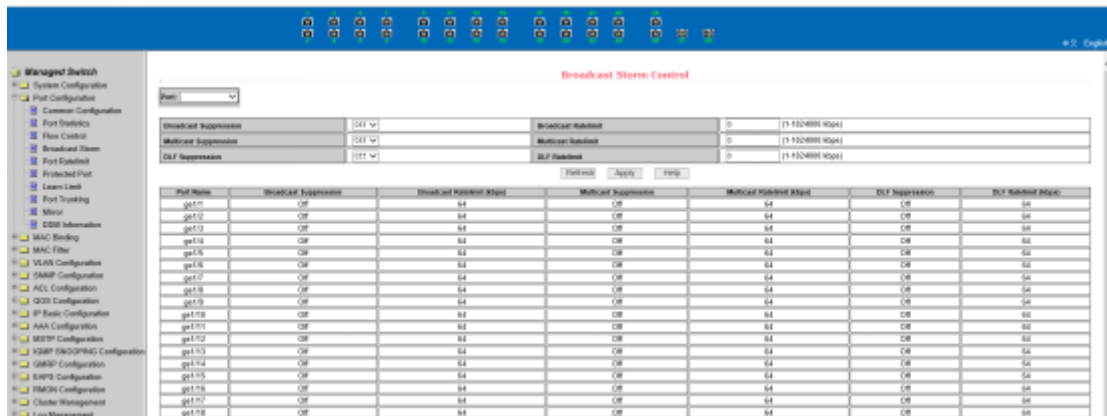 English
Managed Switch
System Configuration
Port Configuration
Common Configuration
Port Statistics
Flow Control
Broadcast Storm
Port Ratelimit
Protected Port
Learn Limit
Port Trunking
Mirror
DDM Information
MAC Binding
MAC Filter
VLAN Configuration
SNMP Configuration
ACL Configuration
QOS Configuration
IP Basic Configuration
AAA Configuration
MSTP Configuration
IGMP SNOOPING Configuration
GMRP Configuration
EAPS Configuration
RMON Configuration
Cluster Management
Log Management
Broadcast Storm Control
Port:
Broadcast Suppression Off Broadcast Ratelimit 0 (1-1024000 kbps)
Multicast Suppression Off Multicast Ratelimit 0 (1-1024000 kbps)
DLF Suppression Off DLF Ratelimit 0 (1-1024000 kbps)
Refresh Apply Help
Port Name Broadcast Suppression Broadcast Ratelimit (kbps) Multicast Suppression Multicast Ratelimit (kbps) DLF Suppression DLF Ratelimit (kbps)
ge1/1 Off 64 Off 64 Off 64
ge1/2 Off 64 Off 64 Off 64
ge1/3 Off 64 Off 64 Off 64
ge1/4 Off 64 Off 64 Off 64
ge1/5 Off 64 Off 64 Off 64
ge1/6 Off 64 Off 64 Off 64
ge1/7 Off 64 Off 64 Off 64
ge1/8 Off 64 Off 64 Off 64
ge1/9 Off 64 Off 64 Off 64
ge1/10 Off 64 Off 64 Off 64
ge1/11 Off 64 Off 64 Off 64
ge1/12 Off 64 Off 64 Off 64
ge1/13 Off 64 Off 64 Off 64
ge1/14 Off 64 Off 64 Off 64
ge1/15 Off 64 Off 64 Off 64
ge1/16 Off 64 Off 64 Off 64
ge1/17 Off 64 Off 64 Off 64
ge1/18 Off 64 Off 64 Off 64